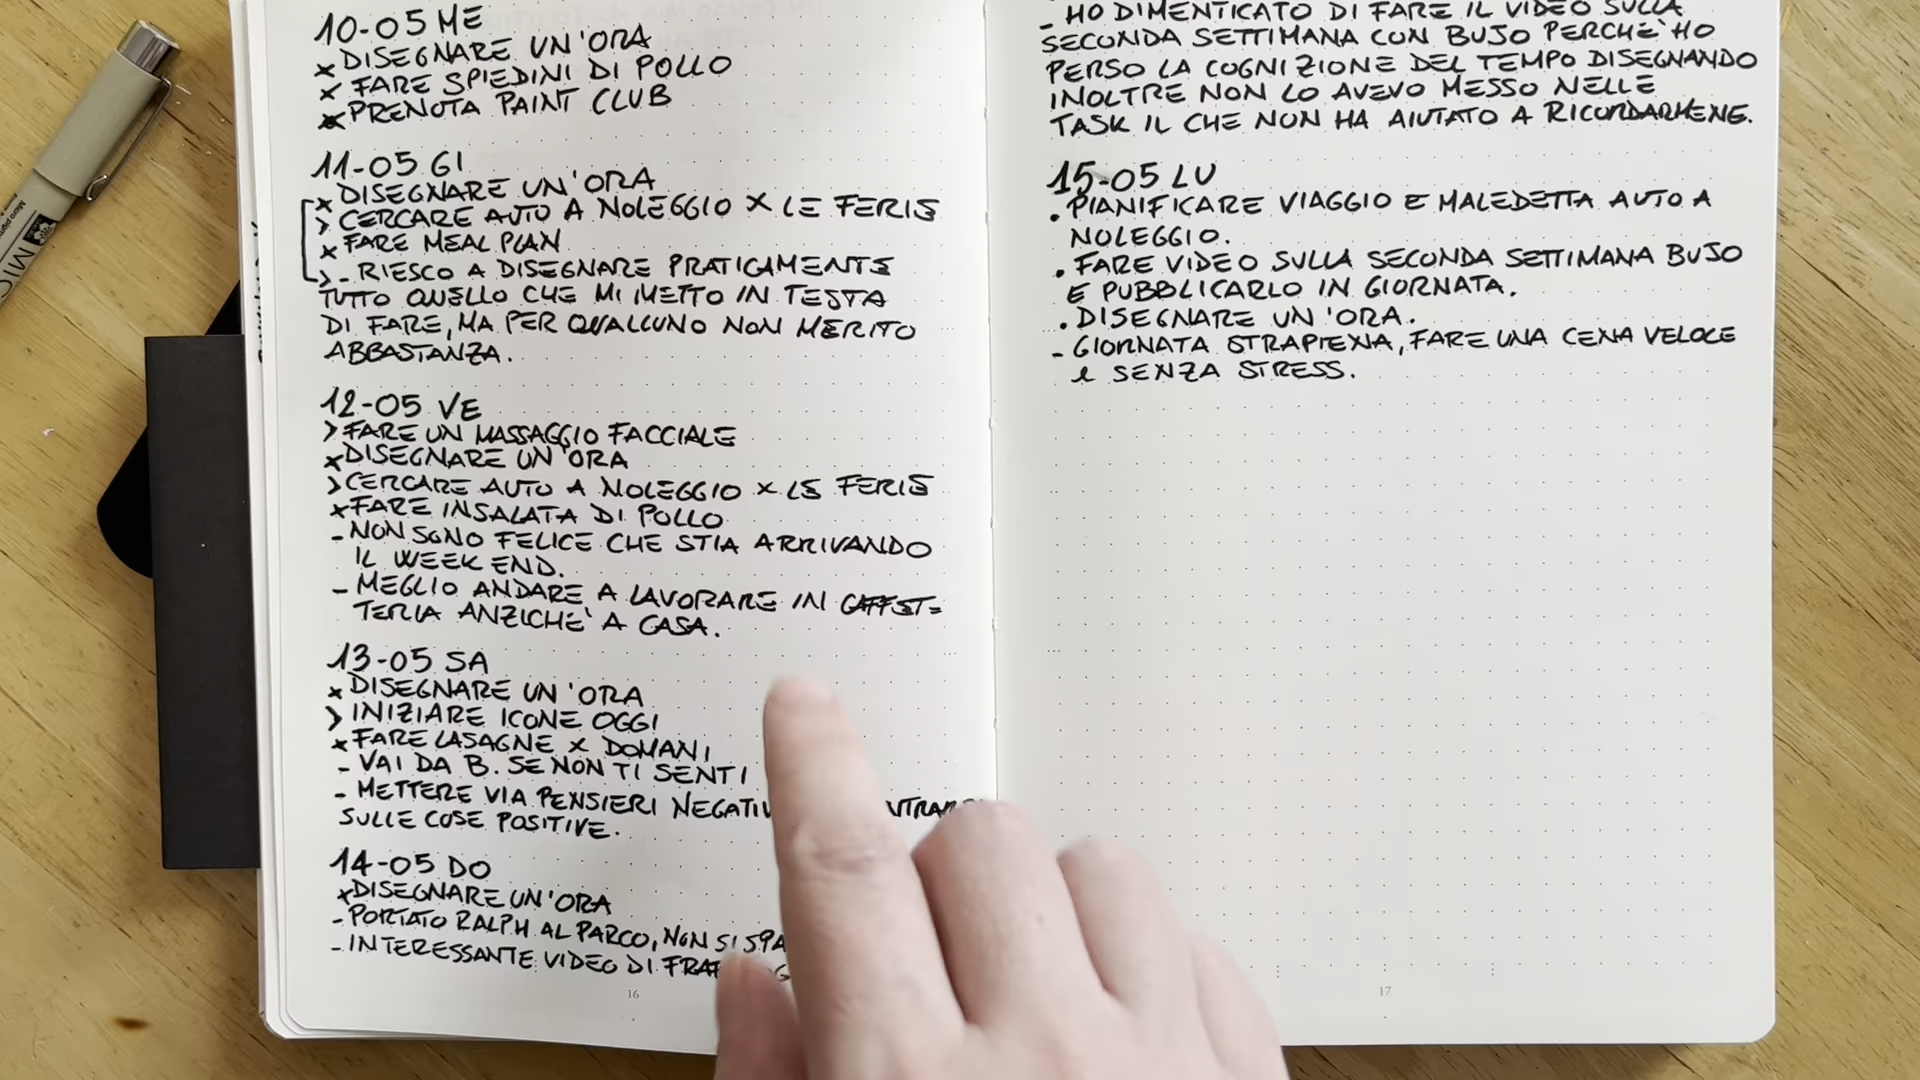 10-05 ME
x DISEGNARE UN'ORA
x FARE SPIEDINI DI POLLO
x PRENOTA PAINT CLUB
11-05 GI
x DISEGNARE UN'ORA
> CERCARE AUTO A NOLEGGIO X LE FERIE
x FARE MEAL PLAN
> - RIESCO A DISEGNARE PRATICAMENTE
TUTTO QUELLO CHE MI METTO IN TESTA
DI FARE, MA PER QUALCUNO NON MERITO
ABBASTANZA.
12-05 VE
> FARE UN MASSAGGIO FACCIALE
x DISEGNARE UN'ORA
> CERCARE AUTO A NOLEGGIO X LE FERIE
x FARE INSALATA DI POLLO
- NON SONO FELICE CHE STIA ARRIVANDO
IL WEEK END.
- MEGLIO ANDARE A LAVORARE IN CAFFET=
TERIA ANZICHE' A CASA.
13-05 SA
x DISEGNARE UN'ORA
> INIZIARE ICONE OGGI
x FARE LASAGNE X DOMANI
- VAI DA B. SE NON TI SENTI
- METTERE VIA PENSIERI
SULLE COSE POSITIVE.
14-05 DO
x DISEGNARE UN'ORA
- PORTATO RALPH AL PARCO, NON SI
- INTERESSANTE VIDEO DI
16
- HO DIMENTICATO DI FARE IL VIDEO SULLA
SECONDA SETTIMANA CON BUJO PERCHE' HO
PERSO LA COGNIZIONE DEL TEMPO DISEGNANDO
INOLTRE NON LO AVEVO MESSO NELLE
TASK IL CHE NON HA AIUTATO A RICORDARMENE.
15-05 LU
. PIANIFICARE VIAGGIO E MALEDETTA AUTO A
NOLEGGIO.
. FARE VIDEO SULLA SECONDA SETTIMANA BUJO
E PUBBLICARLO IN GIORNATA.
. DISEGNARE UN'ORA.
- GIORNATA STRAPIENA, FARE UNA CENA VELOCE
e SENZA STRESS.
17